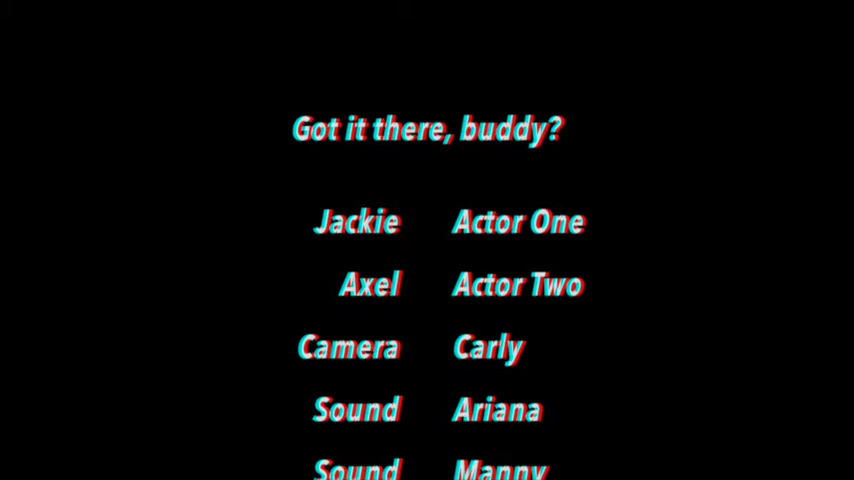 Got it there, buddy?
Jackie Actor One
Axel Actor Two
Camera Carly
Sound Ariana
Sound Manny